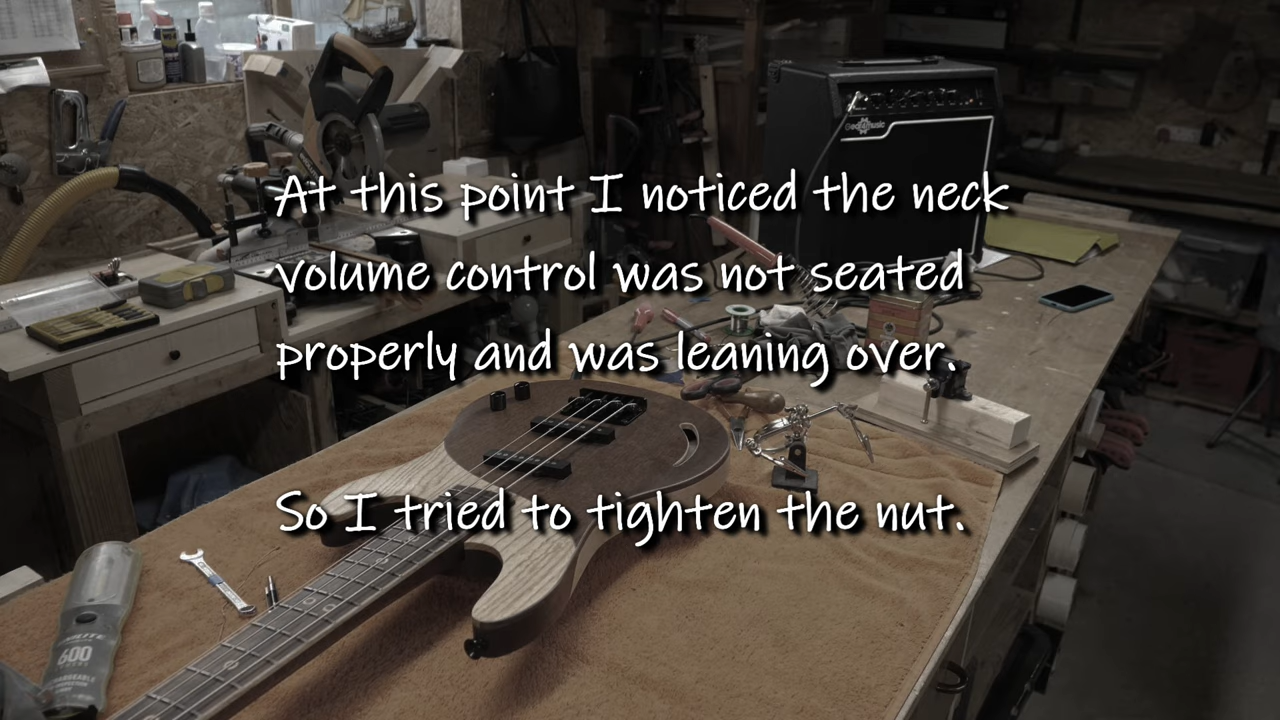 At this point I noticed the neck
volume control was not seated
properly and was leaning over.
So I tried to tighten the nut.
600